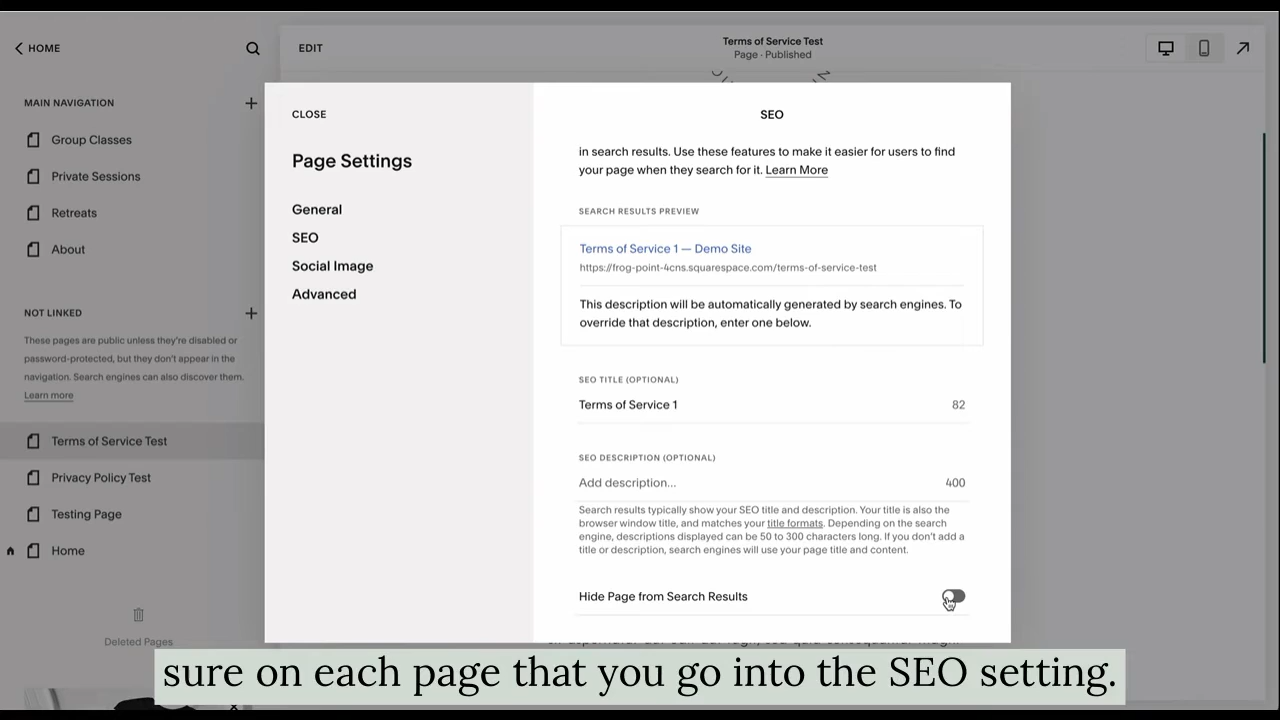 HOME
MAIN NAVIGATION
Group Classes
Private Sessions
Retreats
About
NOT LINKED
These pages are public unless they're disabled or
password-protected, but they don't appear in the
navigation. Search engines can also discover them.
Learn more
Terms of Service Test
Privacy Policy Test
Testing Page
Home
Deleted Pages
EDIT
Terms of Service Test
Page · Published
CLOSE
Page Settings
General
SEO
Social Image
Advanced
SEO
in search results. Use these features to make it easier for users to find
your page when they search for it. Learn More
SEARCH RESULTS PREVIEW
Terms of Service 1 — Demo Site
https://frog-point-4cns.squarespace.com/terms-of-service-test
This description will be automatically generated by search engines. To
override that description, enter one below.
SEO TITLE (OPTIONAL)
Terms of Service 1 82
SEO DESCRIPTION (OPTIONAL)
Add description... 400
Search results typically show your SEO title and description. Your title is also the
browser window title, and matches your title formats. Depending on the search
engine, descriptions displayed can be 50 to 300 characters long. If you don't add a
title or description, search engines will use your page title and content.
Hide Page from Search Results
sure on each page that you go into the SEO setting.